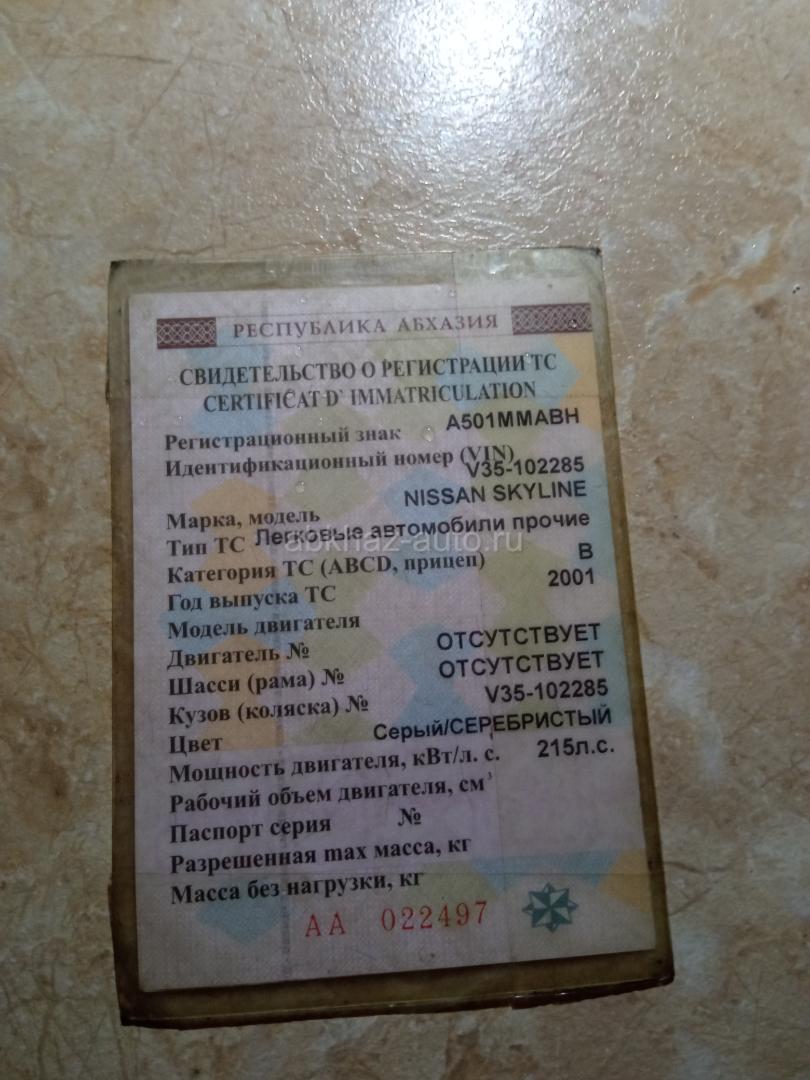 РЕСПУБЛИКА АБХАЗИЯ
СВИДЕТЕЛЬСТВО О РЕГИСТРАЦИИ ТС
CERTIFICAT D` IMMATRICULATION
Регистрационный знак A501MMABH
Идентификационный номер (VIN) V35-102285
Марка, модель NISSAN SKYLINE
Тип ТС Легковые автомобили прочие
abkhaz-auto.ru
Категория ТС (ABCD, прицеп) B
Год выпуска ТС 2001
Модель двигателя
Двигатель № ОТСУТСТВУЕТ
Шасси (рама) № ОТСУТСТВУЕТ
Кузов (коляска) № V35-102285
Цвет Серый/СЕРЕБРИСТЫЙ
Мощность двигателя, кВт/л. с. 215л.с.
Рабочий объем двигателя, см³
Паспорт серия №
Разрешенная max масса, кг
Масса без нагрузки, кг
АА 022497